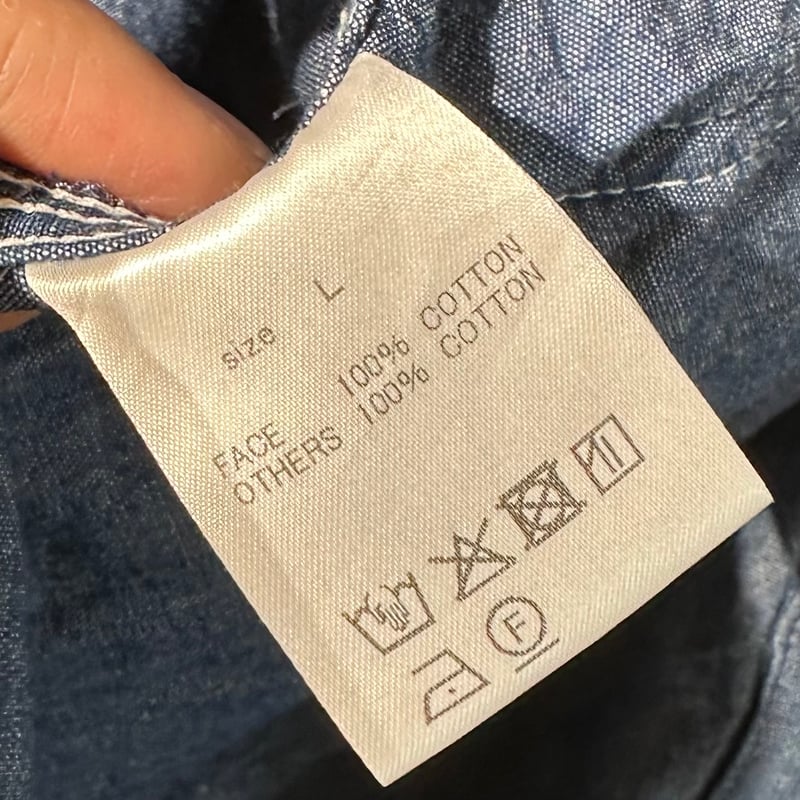 size L
FACE 100% COTTON
OTHERS 100% COTTON
F